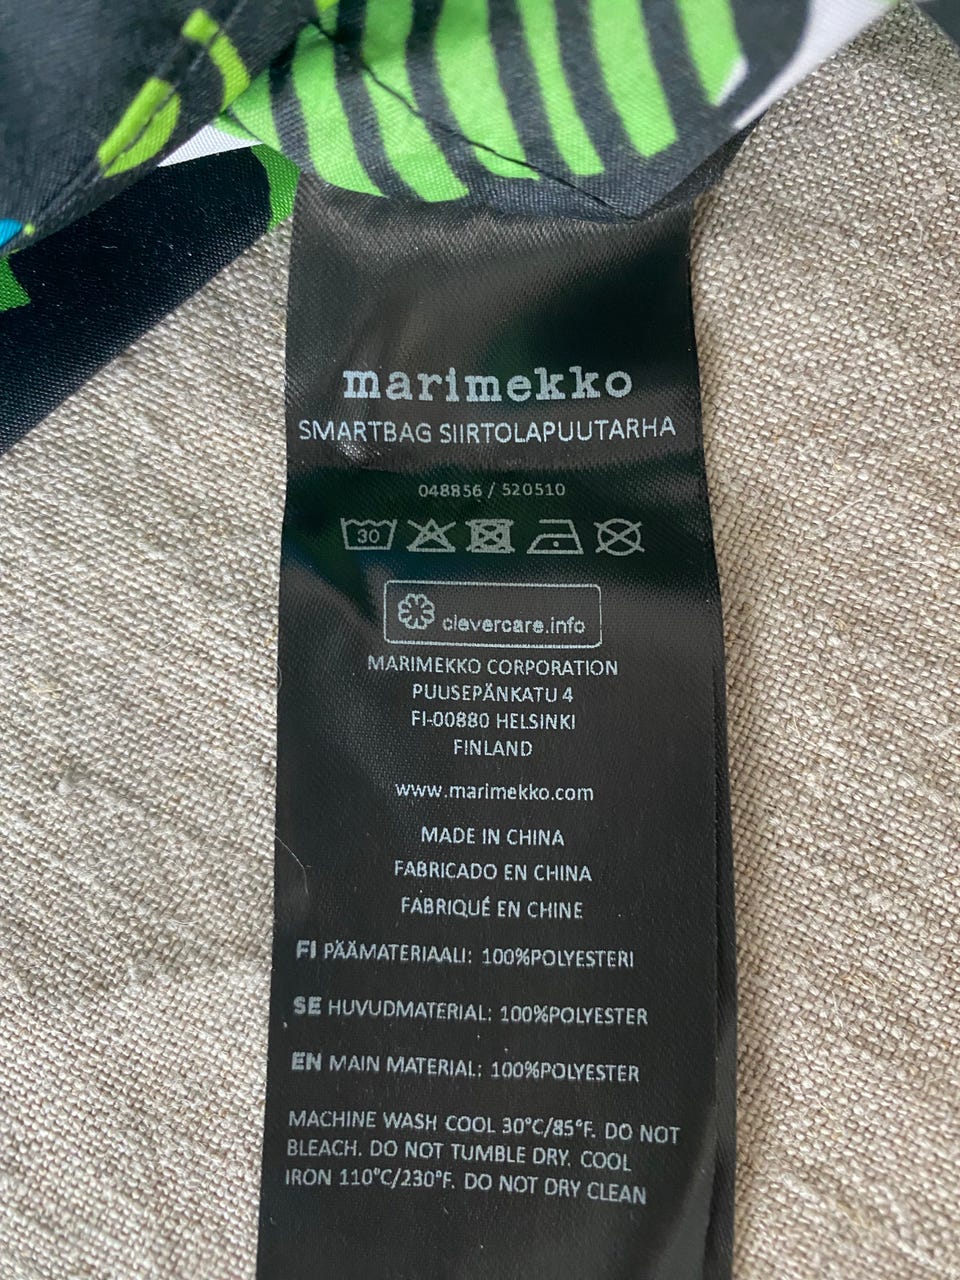 marimekko
SMARTBAG SIIRTOLAPUUTARHA
048856 / 520510
30
clevercare.info
MARIMEKKO CORPORATION
PUUSEPÄNKATU 4
FI-00880 HELSINKI
FINLAND
www.marimekko.com
MADE IN CHINA
FABRICADO EN CHINA
FABRIQUÉ EN CHINE
FI PÄÄMATERIAALI: 100%POLYESTERI
SE HUVUDMATERIAL: 100%POLYESTER
EN MAIN MATERIAL: 100%POLYESTER
MACHINE WASH COOL 30°C/85°F. DO NOT
BLEACH. DO NOT TUMBLE DRY. COOL
IRON 110°C/230°F. DO NOT DRY CLEAN